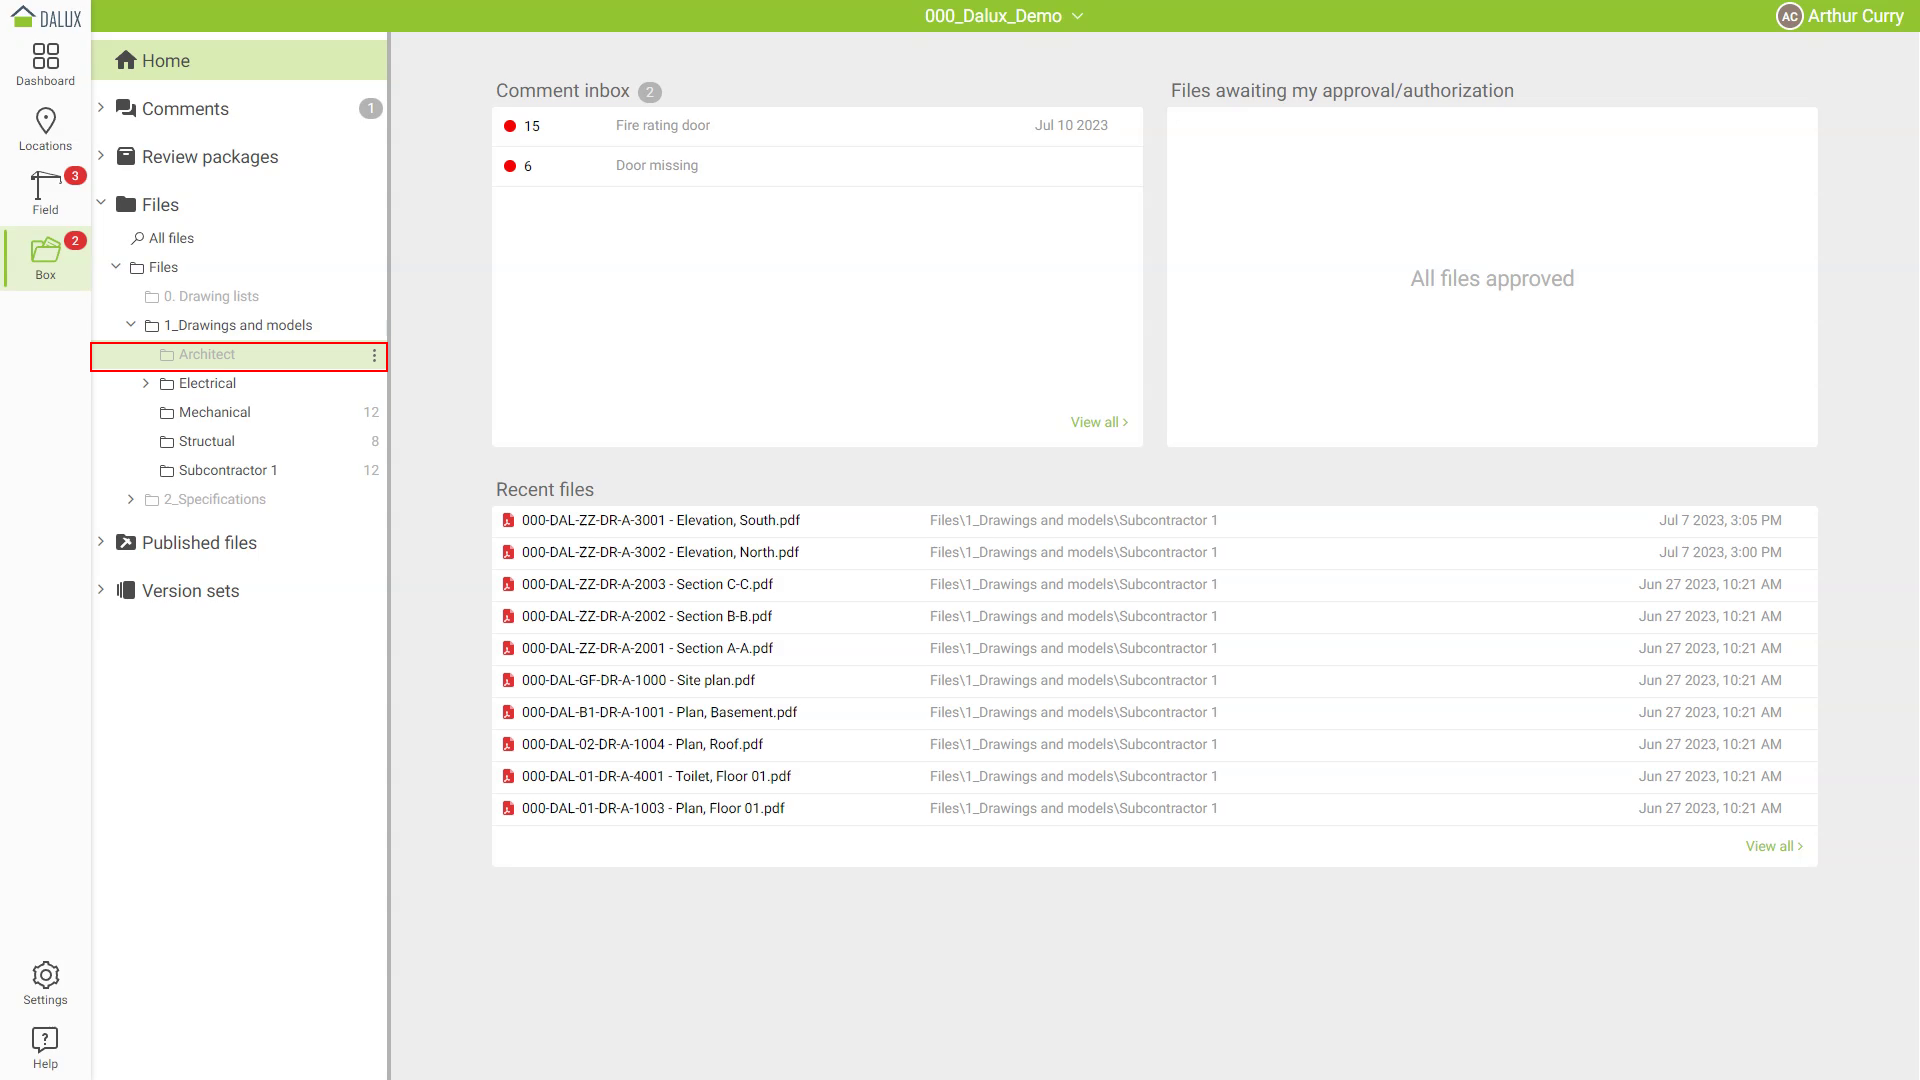 DALUX
000_Dalux_Demo
AC Arthur Curry
Dashboard
Locations
3
Field
2
Box
Settings
?
Help
Home
Comments 1
Review packages
Files
All files
Files
0. Drawing lists
1_Drawings and models
Architect
Electrical
Mechanical 12
Structual 8
Subcontractor 1 12
2_Specifications
Published files
Version sets
Comment inbox 2
15 Fire rating door Jul 10 2023
6 Door missing
View all
Files awaiting my approval/authorization
All files approved
Recent files
000-DAL-ZZ-DR-A-3001 - Elevation, South.pdf Files\1_Drawings and models\Subcontractor 1 Jul 7 2023, 3:05 PM
000-DAL-ZZ-DR-A-3002 - Elevation, North.pdf Files\1_Drawings and models\Subcontractor 1 Jul 7 2023, 3:00 PM
000-DAL-ZZ-DR-A-2003 - Section C-C.pdf Files\1_Drawings and models\Subcontractor 1 Jun 27 2023, 10:21 AM
000-DAL-ZZ-DR-A-2002 - Section B-B.pdf Files\1_Drawings and models\Subcontractor 1 Jun 27 2023, 10:21 AM
000-DAL-ZZ-DR-A-2001 - Section A-A.pdf Files\1_Drawings and models\Subcontractor 1 Jun 27 2023, 10:21 AM
000-DAL-GF-DR-A-1000 - Site plan.pdf Files\1_Drawings and models\Subcontractor 1 Jun 27 2023, 10:21 AM
000-DAL-B1-DR-A-1001 - Plan, Basement.pdf Files\1_Drawings and models\Subcontractor 1 Jun 27 2023, 10:21 AM
000-DAL-02-DR-A-1004 - Plan, Roof.pdf Files\1_Drawings and models\Subcontractor 1 Jun 27 2023, 10:21 AM
000-DAL-01-DR-A-4001 - Toilet, Floor 01.pdf Files\1_Drawings and models\Subcontractor 1 Jun 27 2023, 10:21 AM
000-DAL-01-DR-A-1003 - Plan, Floor 01.pdf Files\1_Drawings and models\Subcontractor 1 Jun 27 2023, 10:21 AM
View all